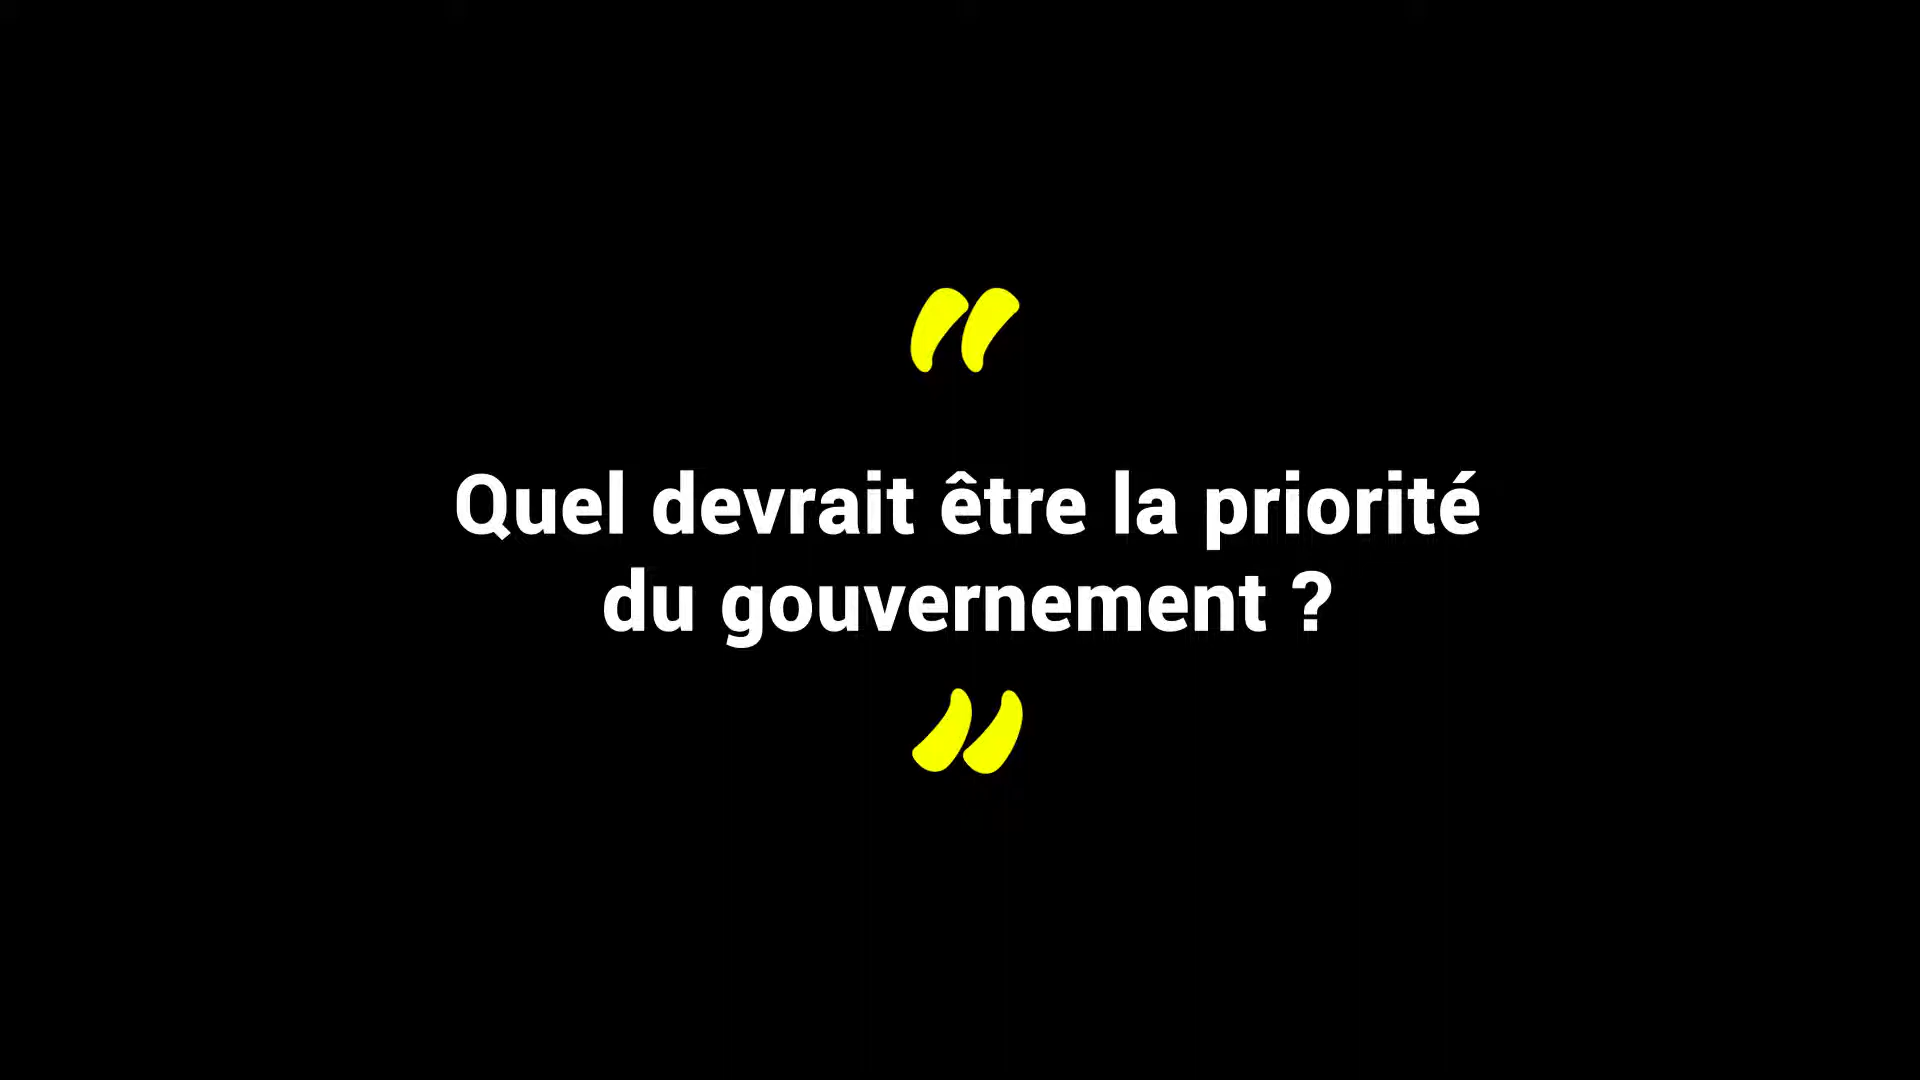 “
Quel devrait être la priorité
du gouvernement ?
”